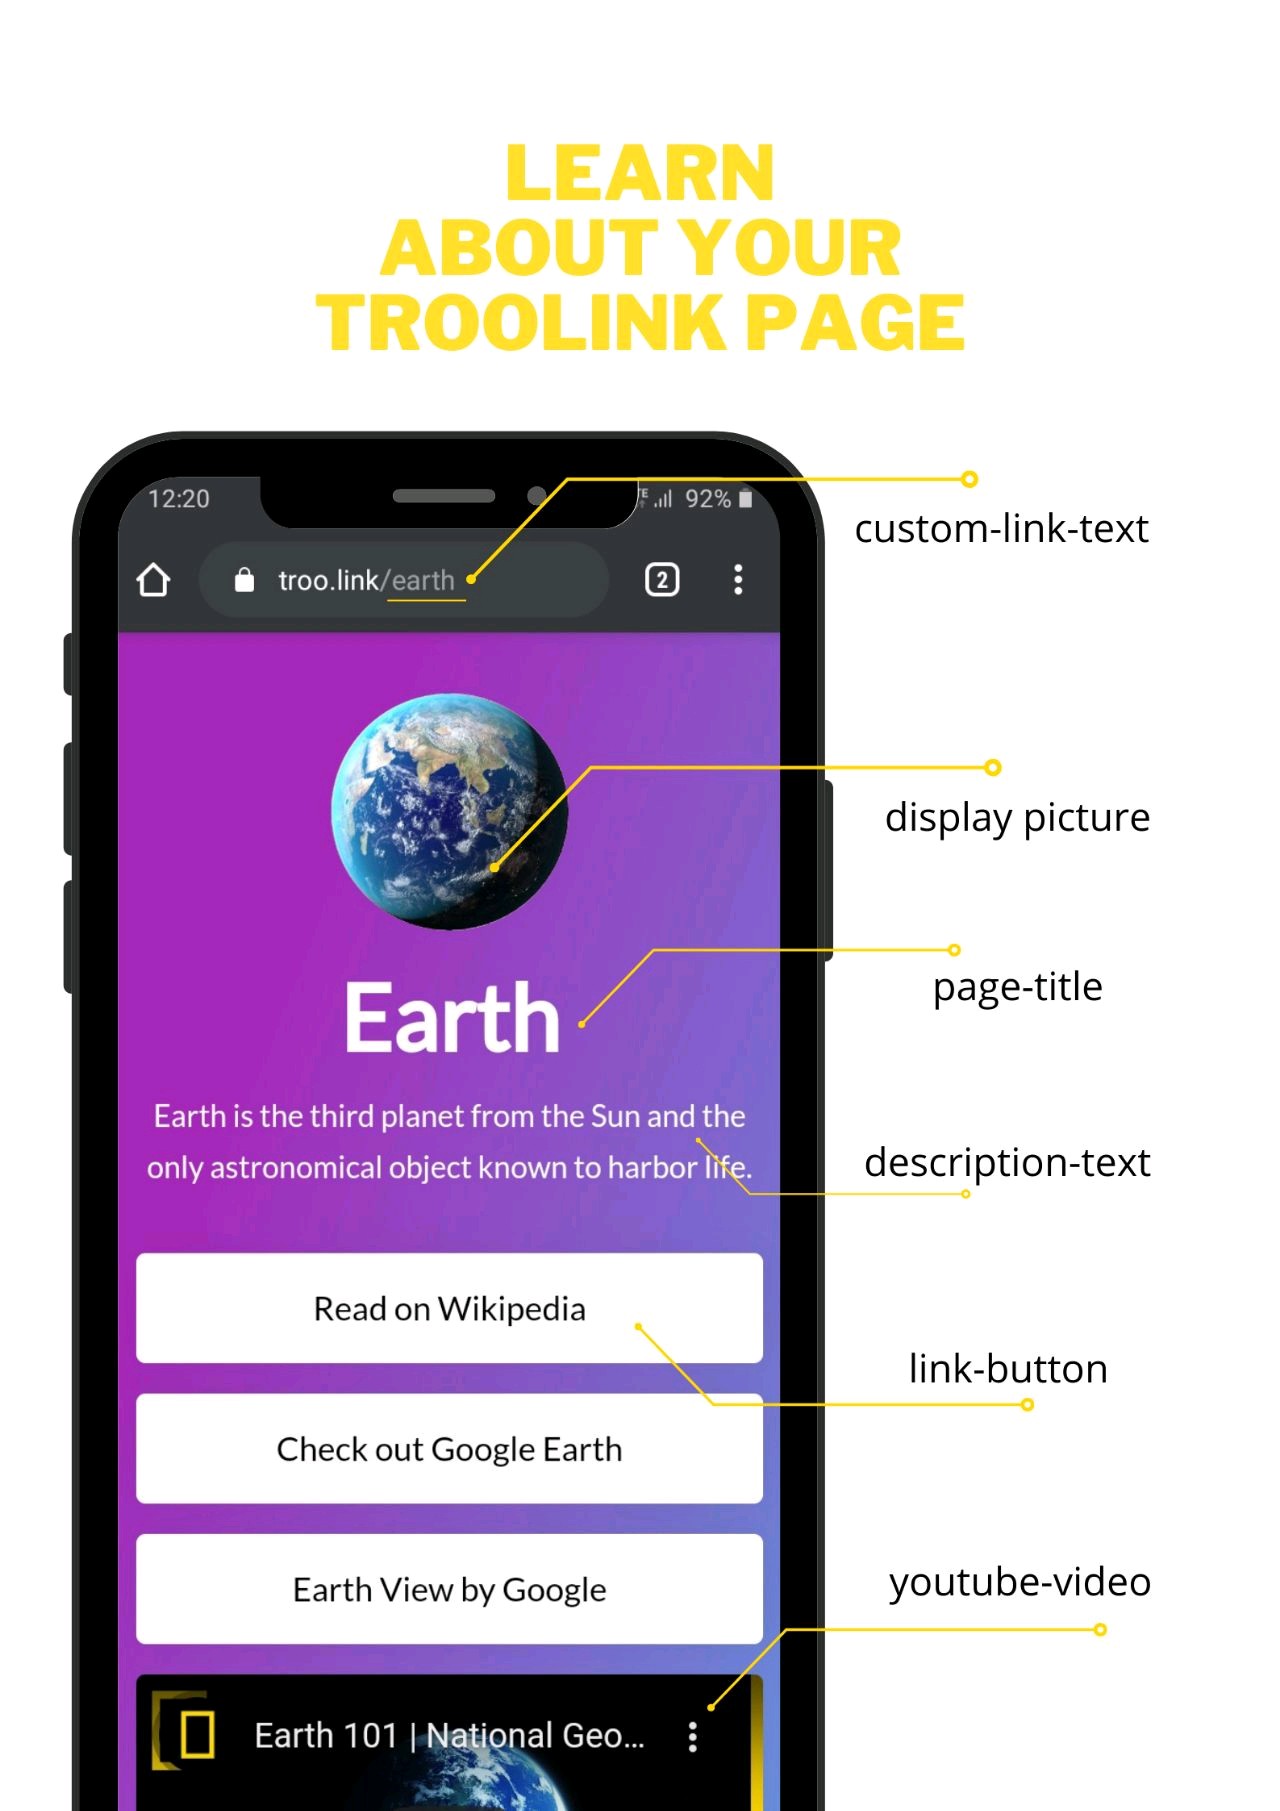 LEARN
ABOUT YOUR
TROOLINK PAGE
12:20
TE
92%
custom-link-text
troo.link/earth
2
display picture
page-title
Earth
Earth is the third planet from the Sun and the
only astronomical object known to harbor life.
description-text
Read on Wikipedia
link-button
Check out Google Earth
Earth View by Google
youtube-video
Earth 101 | National Geo...